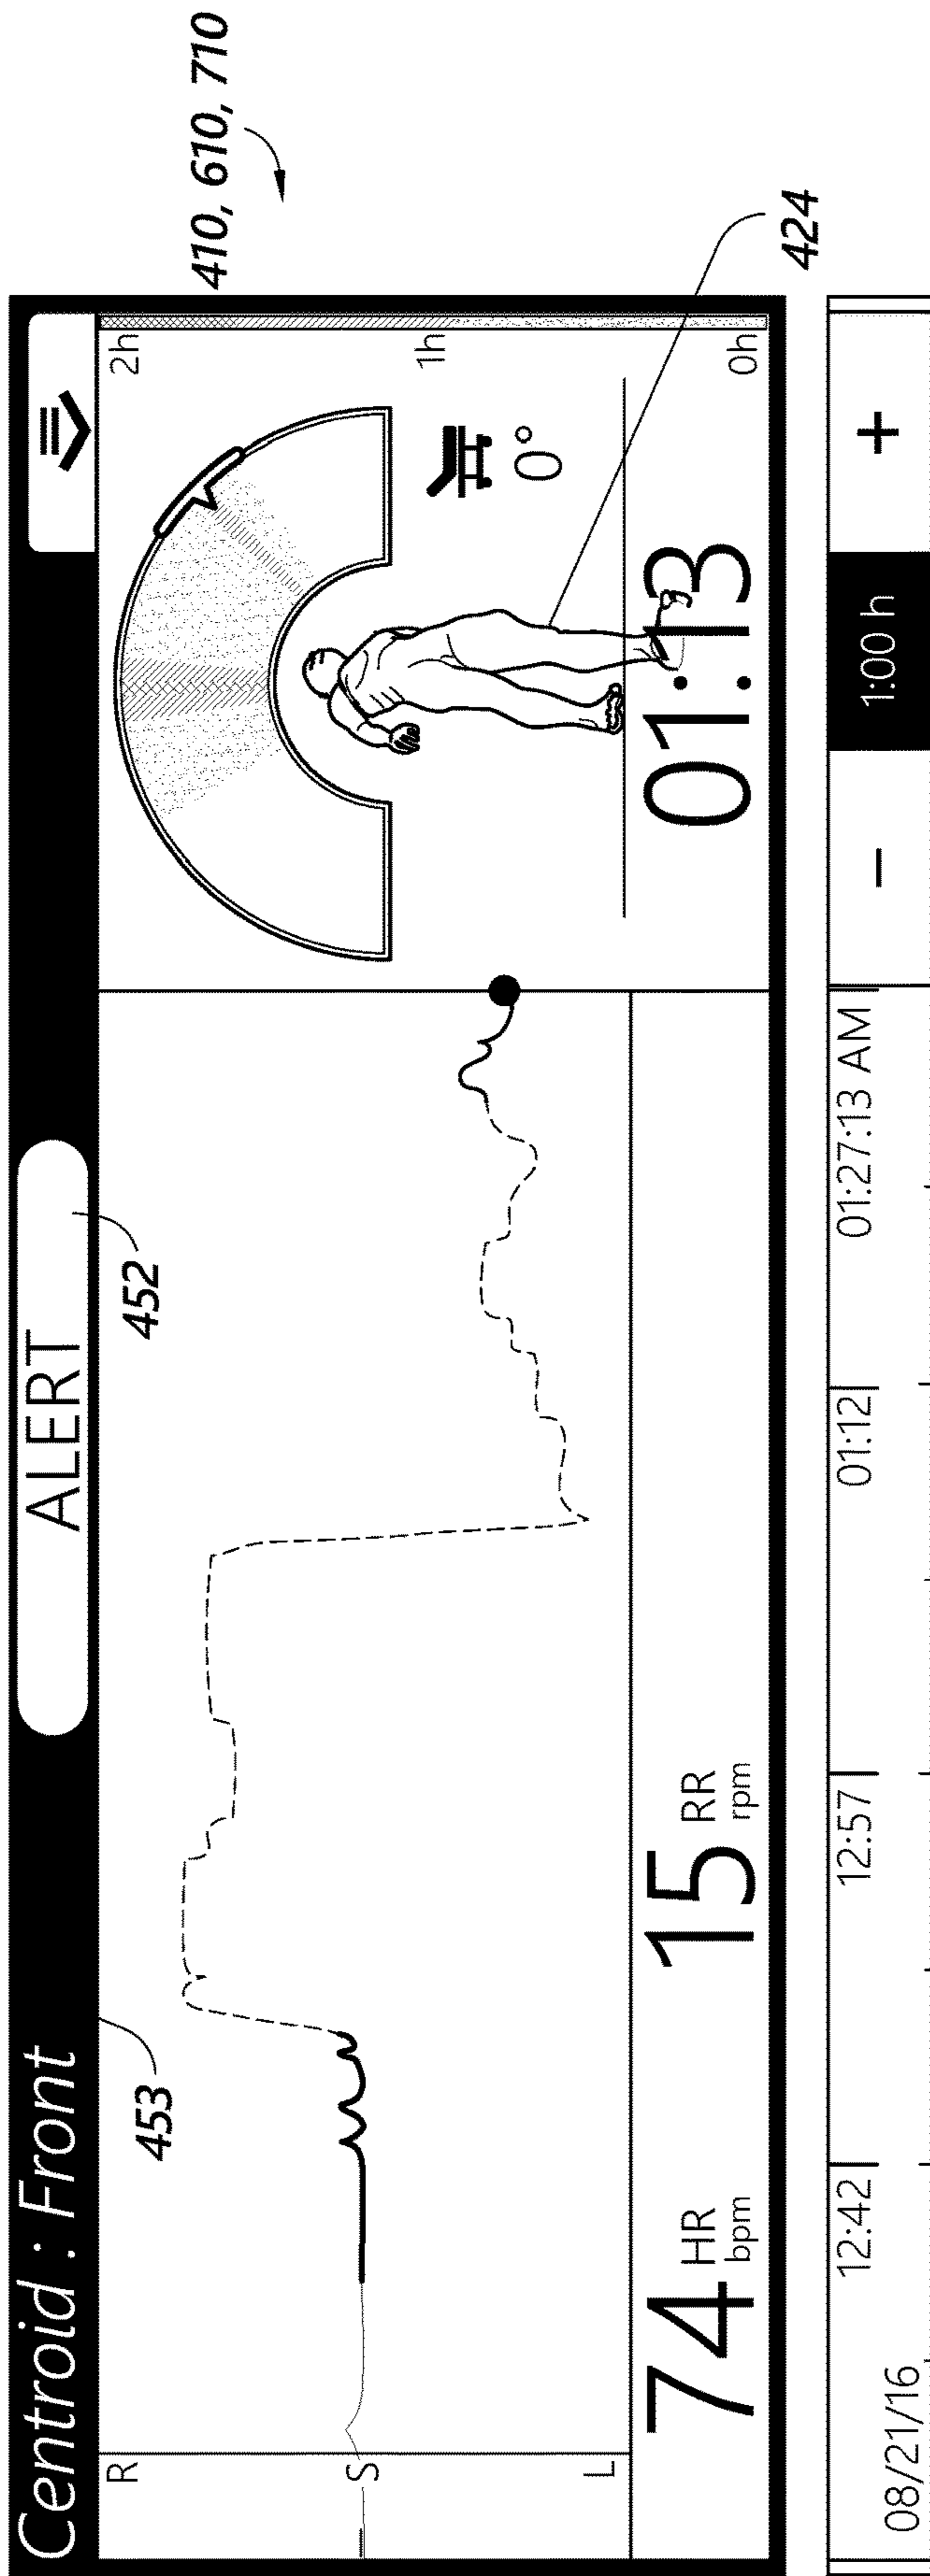 410, 610, 710
Centroid : Front
ALERT
452
453
R
S
L
2h
1h
0h
0°
424
01:13
74 HR bpm
15 RR rpm
12:42
12:57
01:12
01:27:13 AM
08/21/16
−
1:00 h
+